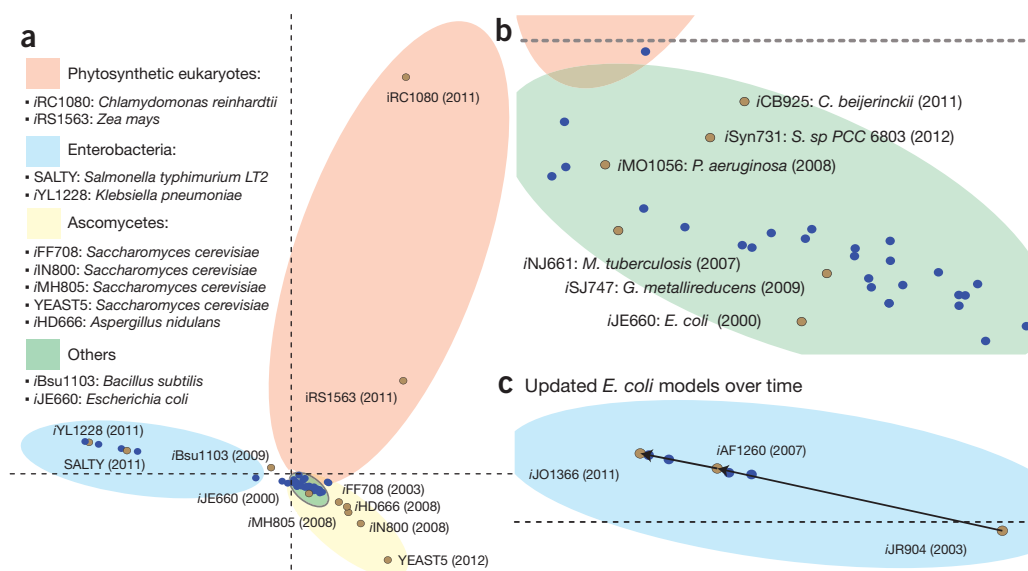 a
Phytosynthetic eukaryotes:
▪ iRC1080: Chlamydomonas reinhardtii
▪ iRS1563: Zea mays
Enterobacteria:
▪ SALTY: Salmonella typhimurium LT2
▪ iYL1228: Klebsiella pneumoniae
Ascomycetes:
▪ iFF708: Saccharomyces cerevisiae
▪ iIN800: Saccharomyces cerevisiae
▪ iMH805: Saccharomyces cerevisiae
▪ YEAST5: Saccharomyces cerevisiae
▪ iHD666: Aspergillus nidulans
Others
▪ iBsu1103: Bacillus subtilis
▪ iJE660: Escherichia coli
iRC1080 (2011)
iRS1563 (2011)
iYL1228 (2011)
SALTY (2011)
iBsu1103 (2009)
iJE660 (2000)
iFF708 (2003)
iHD666 (2008)
iMH805 (2008)
iIN800 (2008)
YEAST5 (2012)
b
iCB925: C. beijerinckii (2011)
iSyn731: S. sp PCC 6803 (2012)
iMO1056: P. aeruginosa (2008)
iNJ661: M. tuberculosis (2007)
iSJ747: G. metallireducens (2009)
iJE660: E. coli (2000)
c Updated E. coli models over time
iAF1260 (2007)
iJO1366 (2011)
iJR904 (2003)